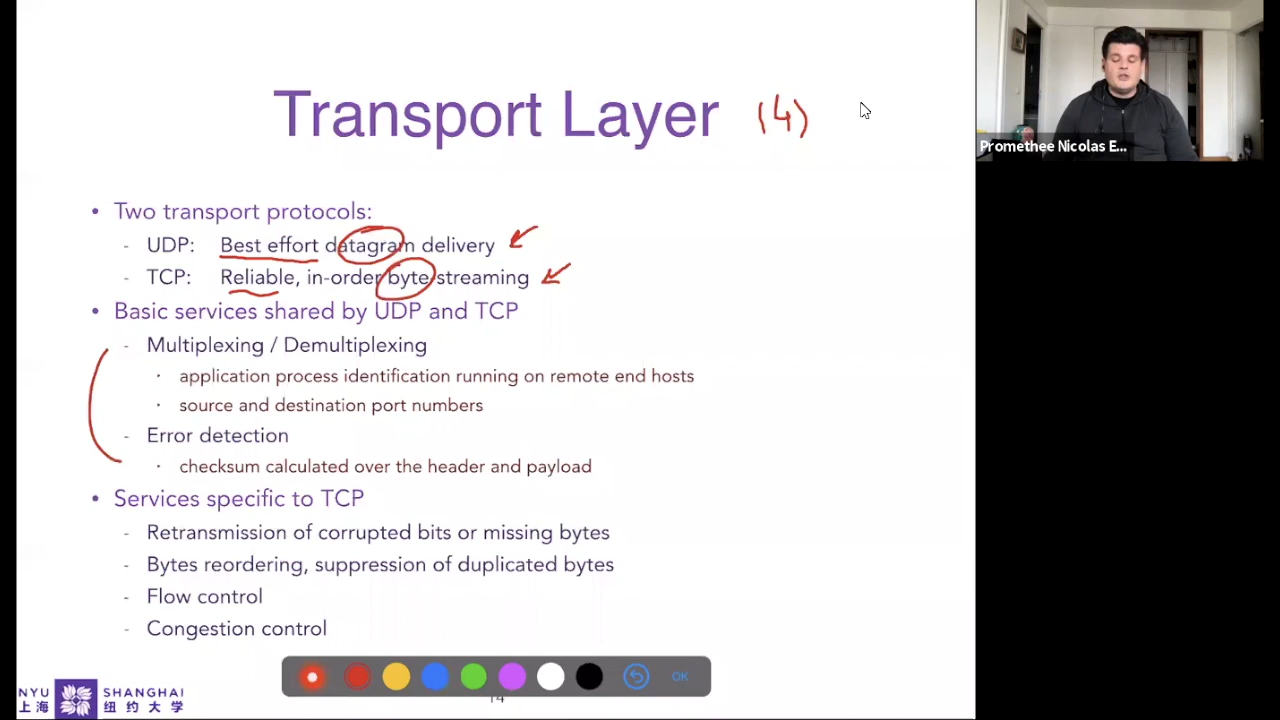 Transport Layer (4)
Promethee Nicolas E...
• Two transport protocols:
- UDP: Best effort datagram delivery
- TCP: Reliable, in-order byte streaming
• Basic services shared by UDP and TCP
- Multiplexing / Demultiplexing
· application process identification running on remote end hosts
· source and destination port numbers
- Error detection
· checksum calculated over the header and payload
• Services specific to TCP
- Retransmission of corrupted bits or missing bytes
- Bytes reordering, suppression of duplicated bytes
- Flow control
- Congestion control
OK
14
NYU SHANGHAI
上海 纽约大学